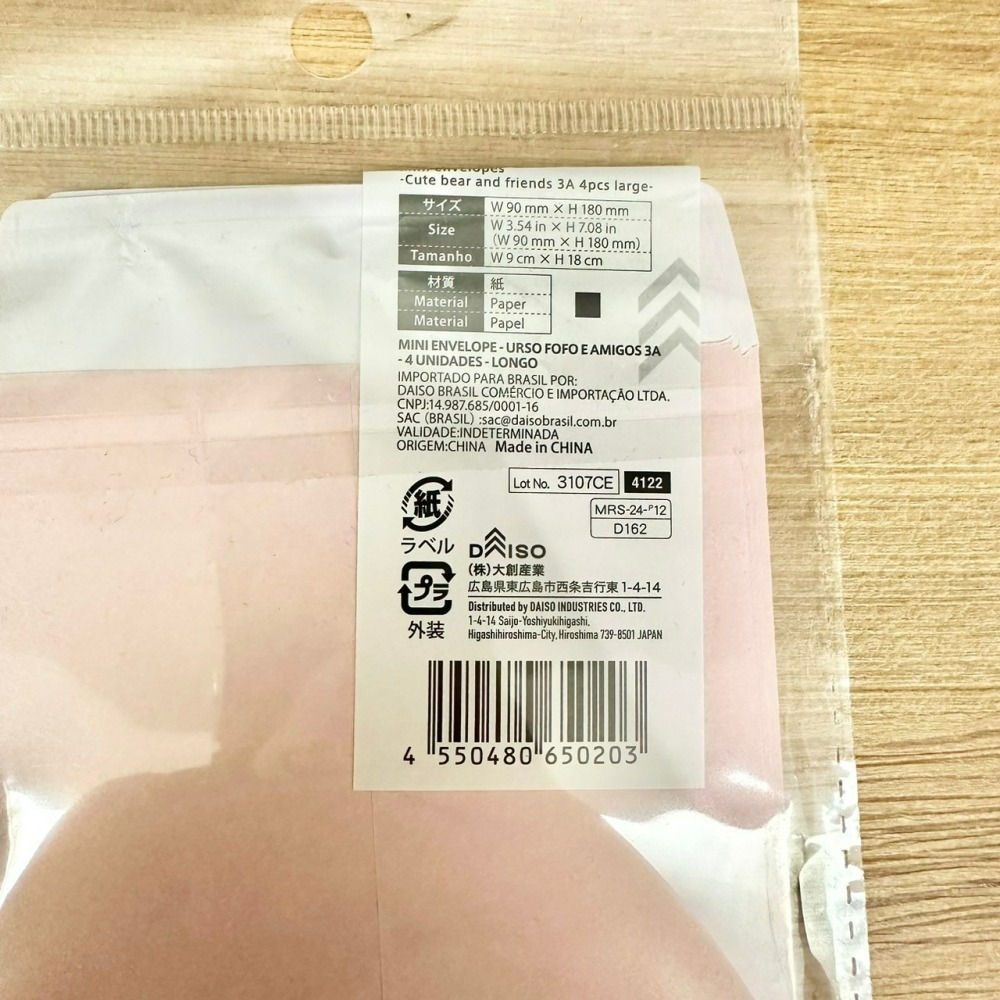 Mini envelopes
-Cute bear and friends 3A 4pcs large-
サイズ W 90 mm × H 180 mm
Size W 3.54 in × H 7.08 in
(W 90 mm × H 180 mm)
Tamanho W 9 cm × H 18 cm
材質 紙
Material Paper
Material Papel
MINI ENVELOPE - URSO FOFO E AMIGOS 3A
- 4 UNIDADES - LONGO
IMPORTADO PARA BRASIL POR:
DAISO BRASIL COMÉRCIO E IMPORTAÇÃO LTDA.
CNPJ:14.987.685/0001-16
SAC (BRASIL) :sac@daisobrasil.com.br
VALIDADE:INDETERMINADA
ORIGEM:CHINA Made in CHINA
Lot No. 3107CE 4122
MRS-24-P12
D162
紙
ラベル
プラ
外装
DAISO
(株)大創産業
広島県東広島市西条吉行東 1-4-14
Distributed by DAISO INDUSTRIES CO., LTD.
1-4-14 Saijo-Yoshiyukihigashi,
Higashihiroshima-City, Hiroshima 739-8501 JAPAN
4 550480 650203